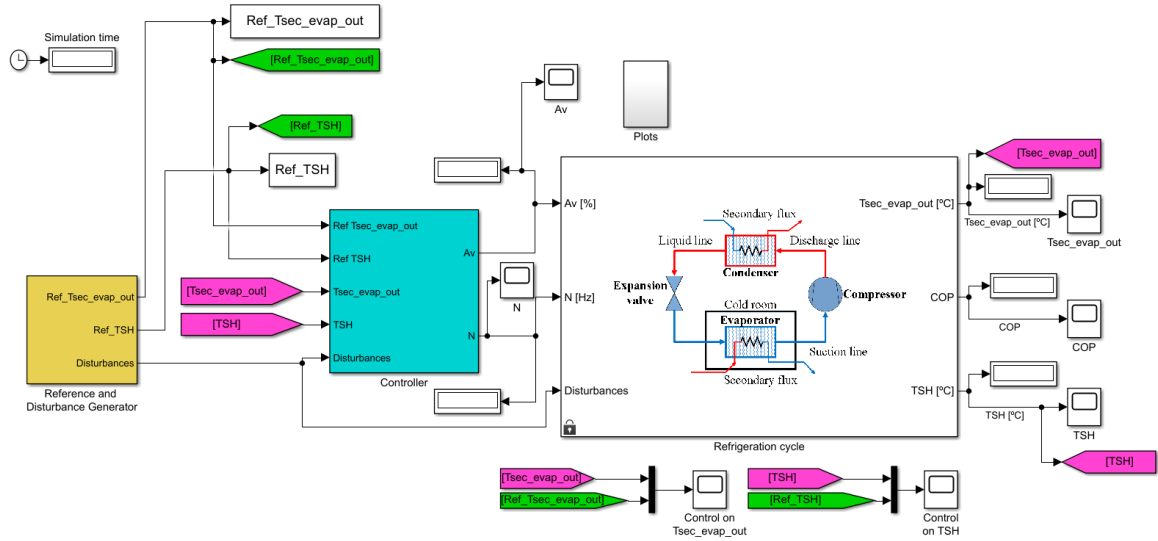 Ref_Tsec_evap_out
Simulation time
[Ref_Tsec_evap_out]
Av
Plots
[Ref_TSH]
Ref_TSH
[Tsec_evap_out]
Av [%]
Tsec_evap_out [ºC]
Tsec_evap_out [ºC]
Tsec_evap_out
Secondary flux
Liquid line
Discharge line
Condenser
Expansion
valve
Compressor
Cold room
Evaporator
Suction line
Secondary flux
Ref Tsec_evap_out
Av
Ref TSH
[Tsec_evap_out]
Tsec_evap_out
[TSH]
TSH
N
N
N [Hz]
COP
COP
COP
Ref_Tsec_evap_out
Ref_TSH
Disturbances
Disturbances
Disturbances
Controller
Reference and
Disturbance Generator
TSH [ºC]
TSH [ºC]
TSH
[TSH]
Refrigeration cycle
[Tsec_evap_out]
[Ref_Tsec_evap_out]
Control on
Tsec_evap_out
[TSH]
[Ref_TSH]
Control
on TSH